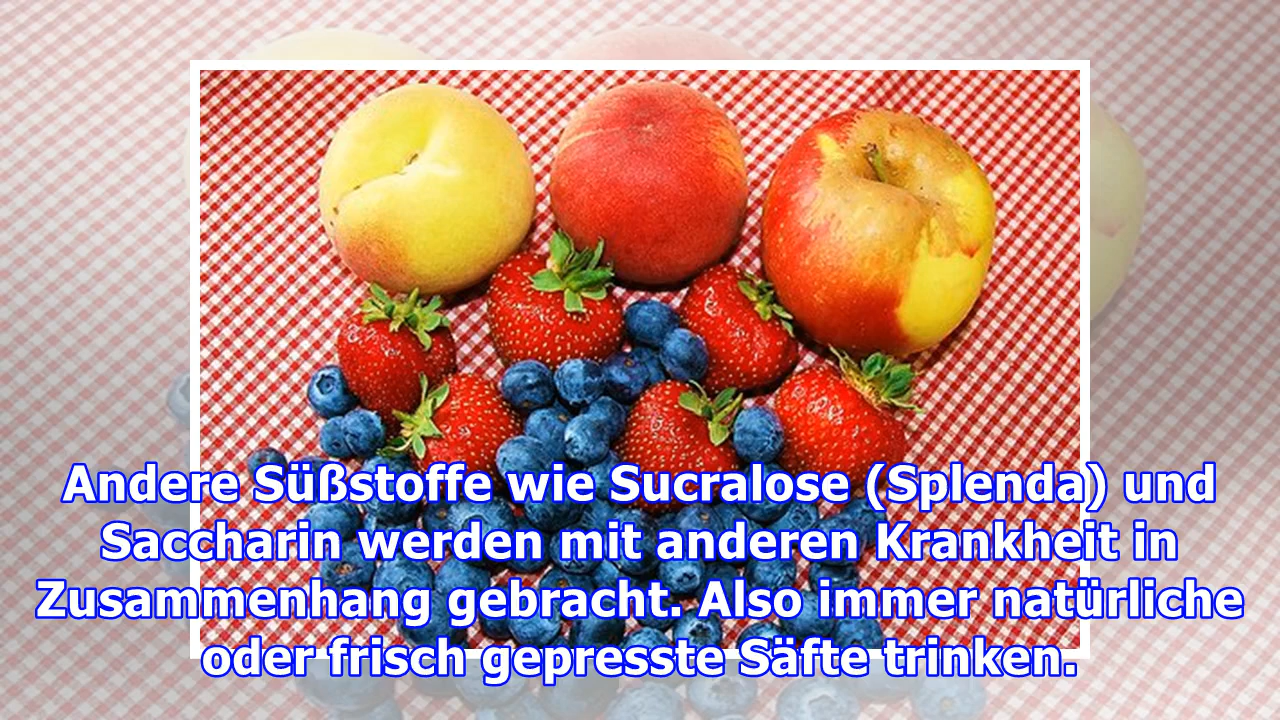 Andere Süßstoffe wie Sucralose (Splenda) und
Saccharin werden mit anderen Krankheit in
Zusammenhang gebracht. Also immer natürliche
oder frisch gepresste Säfte trinken.